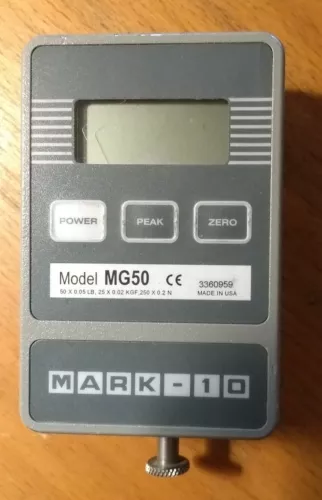 POWER PEAK ZERO
Model MG50 CE 3360959
50 X 0.05 LB, 25 X 0.02 KGF, 250 X 0.2 N MADE IN USA
MARK-10